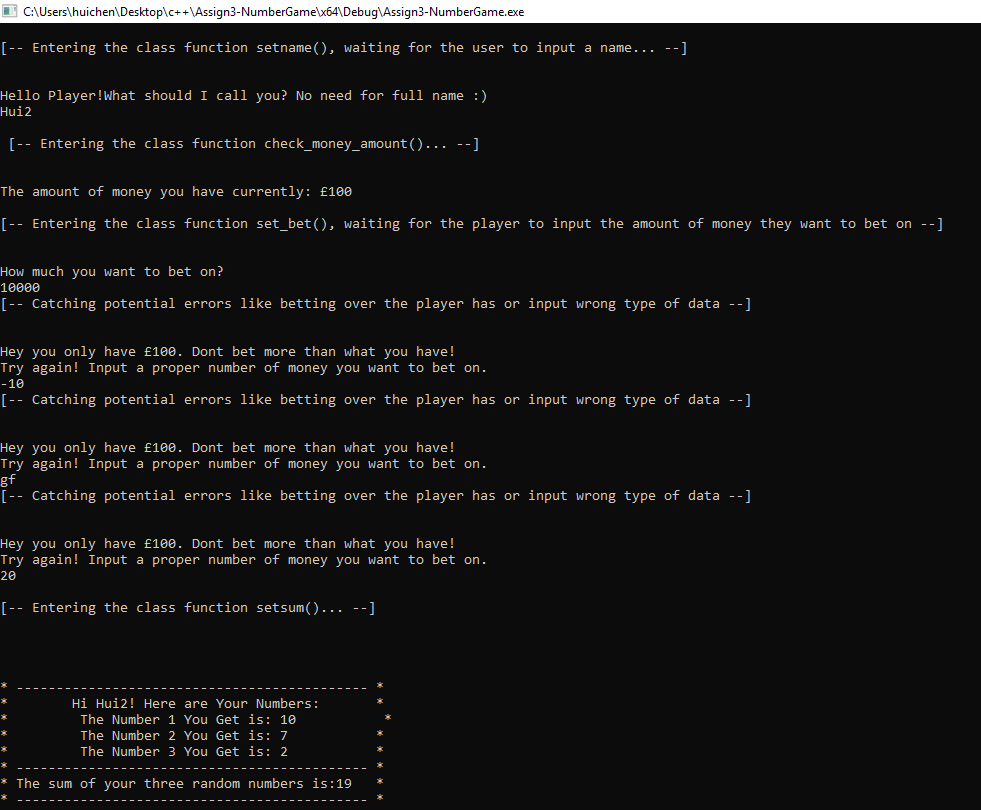 C:\Users\huichen\Desktop\c++\Assign3-NumberGame\x64\Debug\Assign3-NumberGame.exe
[-- Entering the class function setname(), waiting for the user to input a name... --]
Hello Player!What should I call you? No need for full name :)
Hui2
[-- Entering the class function check_money_amount()... --]
The amount of money you have currently: £100
[-- Entering the class function set_bet(), waiting for the player to input the amount of money they want to bet on --]
How much you want to bet on?
10000
[-- Catching potential errors like betting over the player has or input wrong type of data --]
Hey you only have £100. Dont bet more than what you have!
Try again! Input a proper number of money you want to bet on.
-10
[-- Catching potential errors like betting over the player has or input wrong type of data --]
Hey you only have £100. Dont bet more than what you have!
Try again! Input a proper number of money you want to bet on.
gf
[-- Catching potential errors like betting over the player has or input wrong type of data --]
Hey you only have £100. Dont bet more than what you have!
Try again! Input a proper number of money you want to bet on.
20
[-- Entering the class function setsum()... --]
* -------------------------------------------- *
*        Hi Hui2! Here are Your Numbers:       *
*         The Number 1 You Get is: 10           *
*         The Number 2 You Get is: 7           *
*         The Number 3 You Get is: 2           *
* -------------------------------------------- *
* The sum of your three random numbers is:19   *
* -------------------------------------------- *